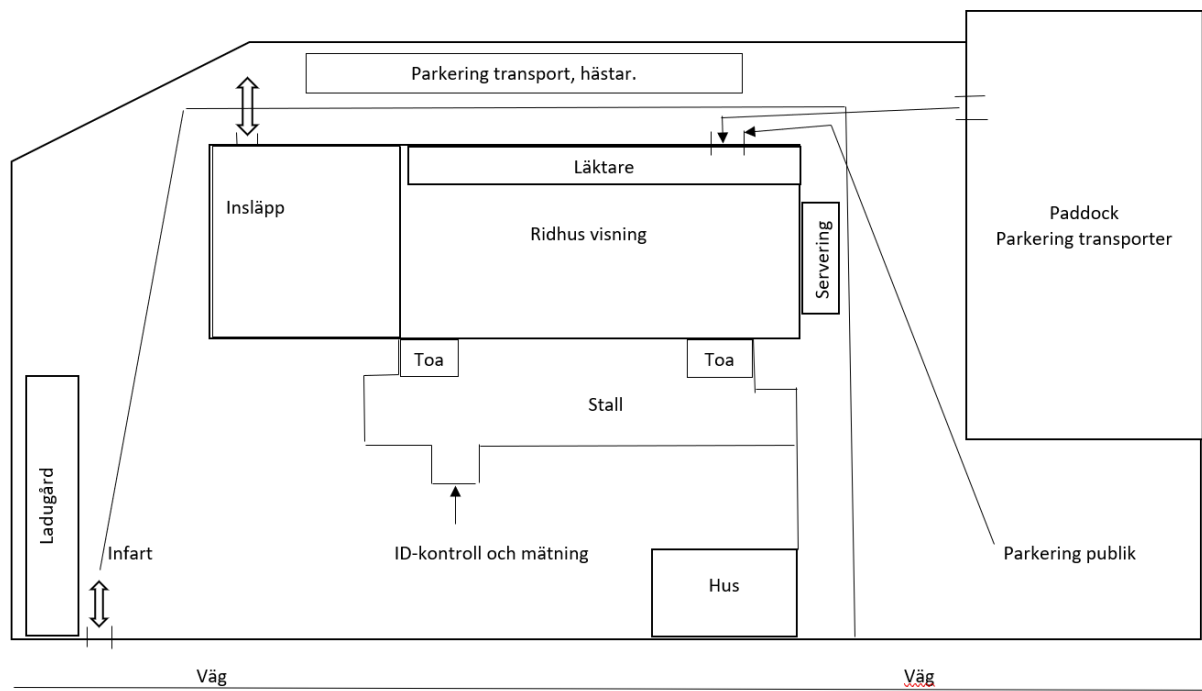 Parkering transport, hästar.
Läktare
Insläpp
Ridhus visning
Servering
Paddock
Parkering transporter
Toa
Toa
Stall
Ladugård
Infart
ID-kontroll och mätning
Hus
Parkering publik
Väg
Väg